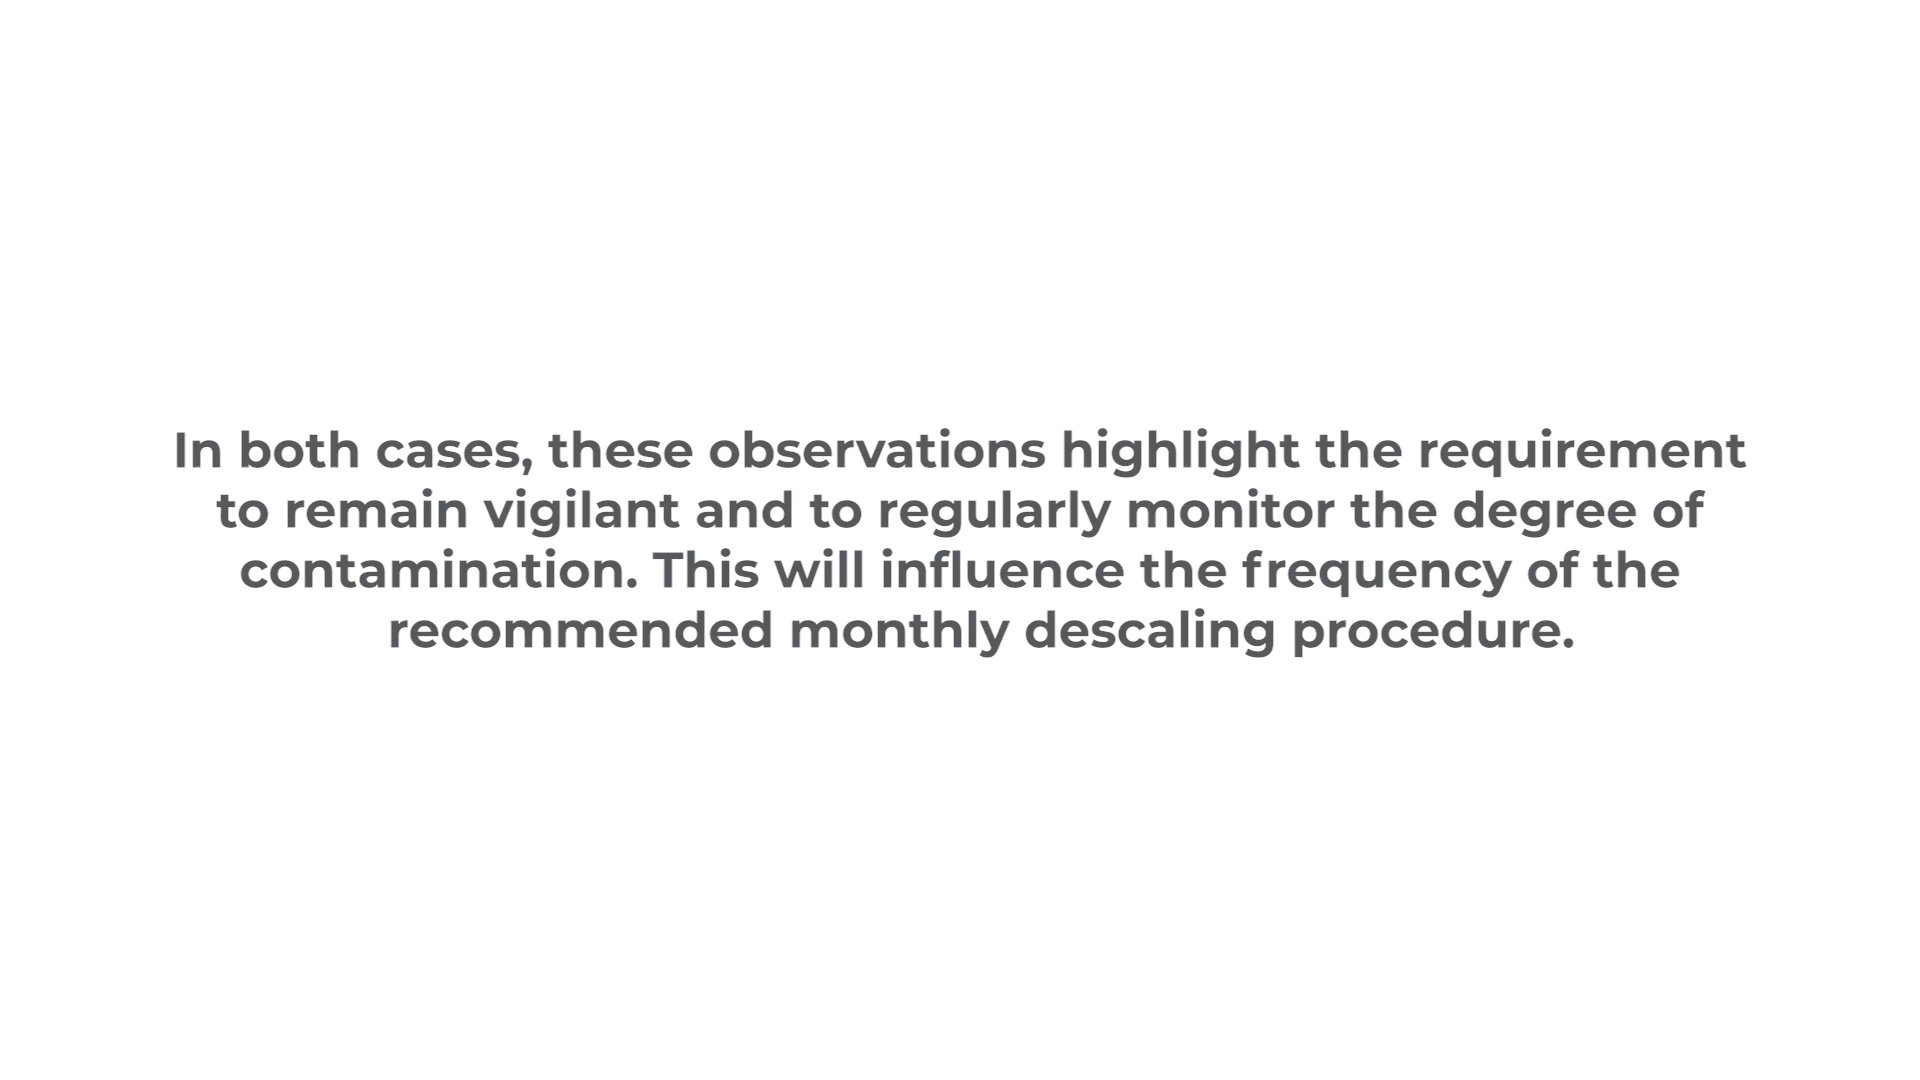 In both cases, these observations highlight the requirement
to remain vigilant and to regularly monitor the degree of
contamination. This will influence the frequency of the
recommended monthly descaling procedure.